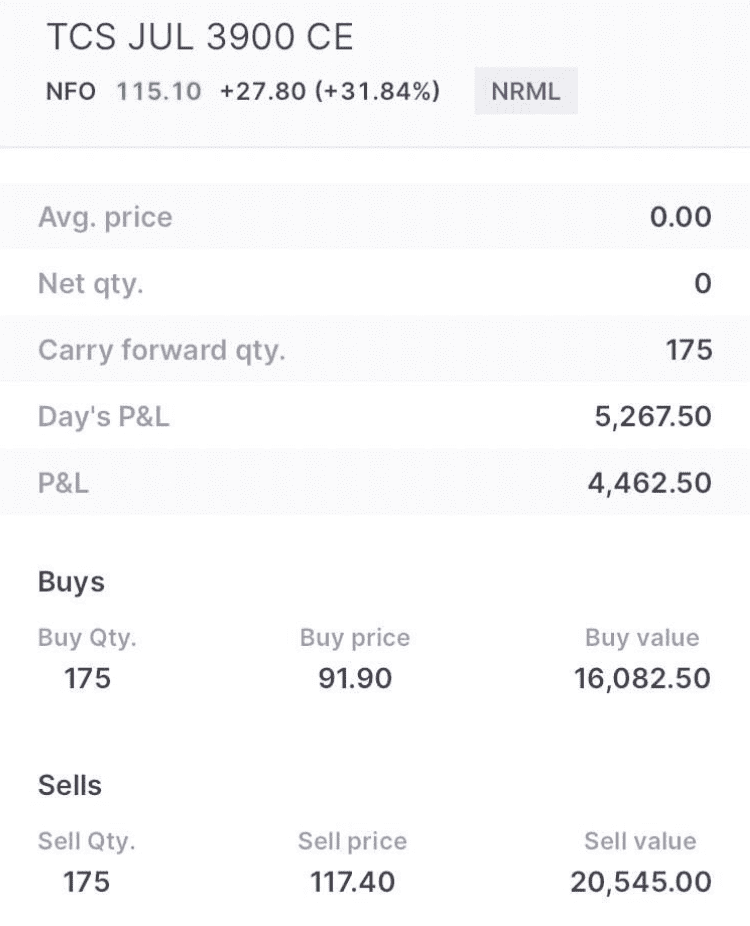 TCS JUL 3900 CE
NFO 115.10 +27.80 (+31.84%) NRML
Avg. price 0.00
Net qty. 0
Carry forward qty. 175
Day's P&L 5,267.50
P&L 4,462.50
Buys
Buy Qty. Buy price Buy value
175 91.90 16,082.50
Sells
Sell Qty. Sell price Sell value
175 117.40 20,545.00